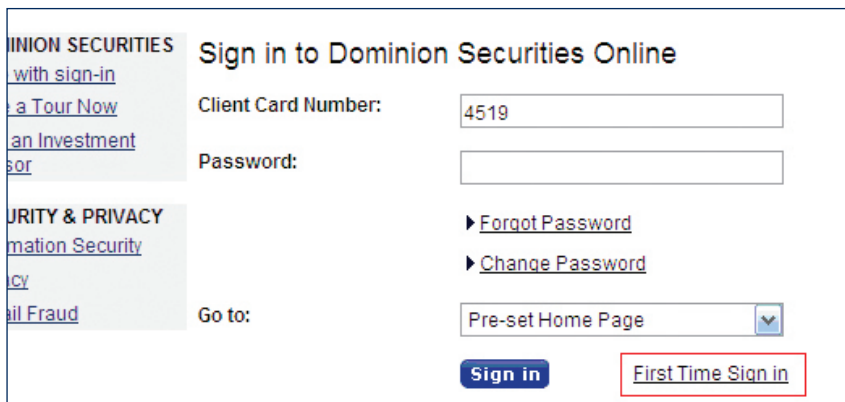 INION SECURITIES
with sign-in
a Tour Now
an Investment
sor
URITY & PRIVACY
mation Security
acy
ail Fraud
Sign in to Dominion Securities Online
Client Card Number:
4519
Password:
Forgot Password
Change Password
Go to:
Pre-set Home Page
Sign in
First Time Sign in